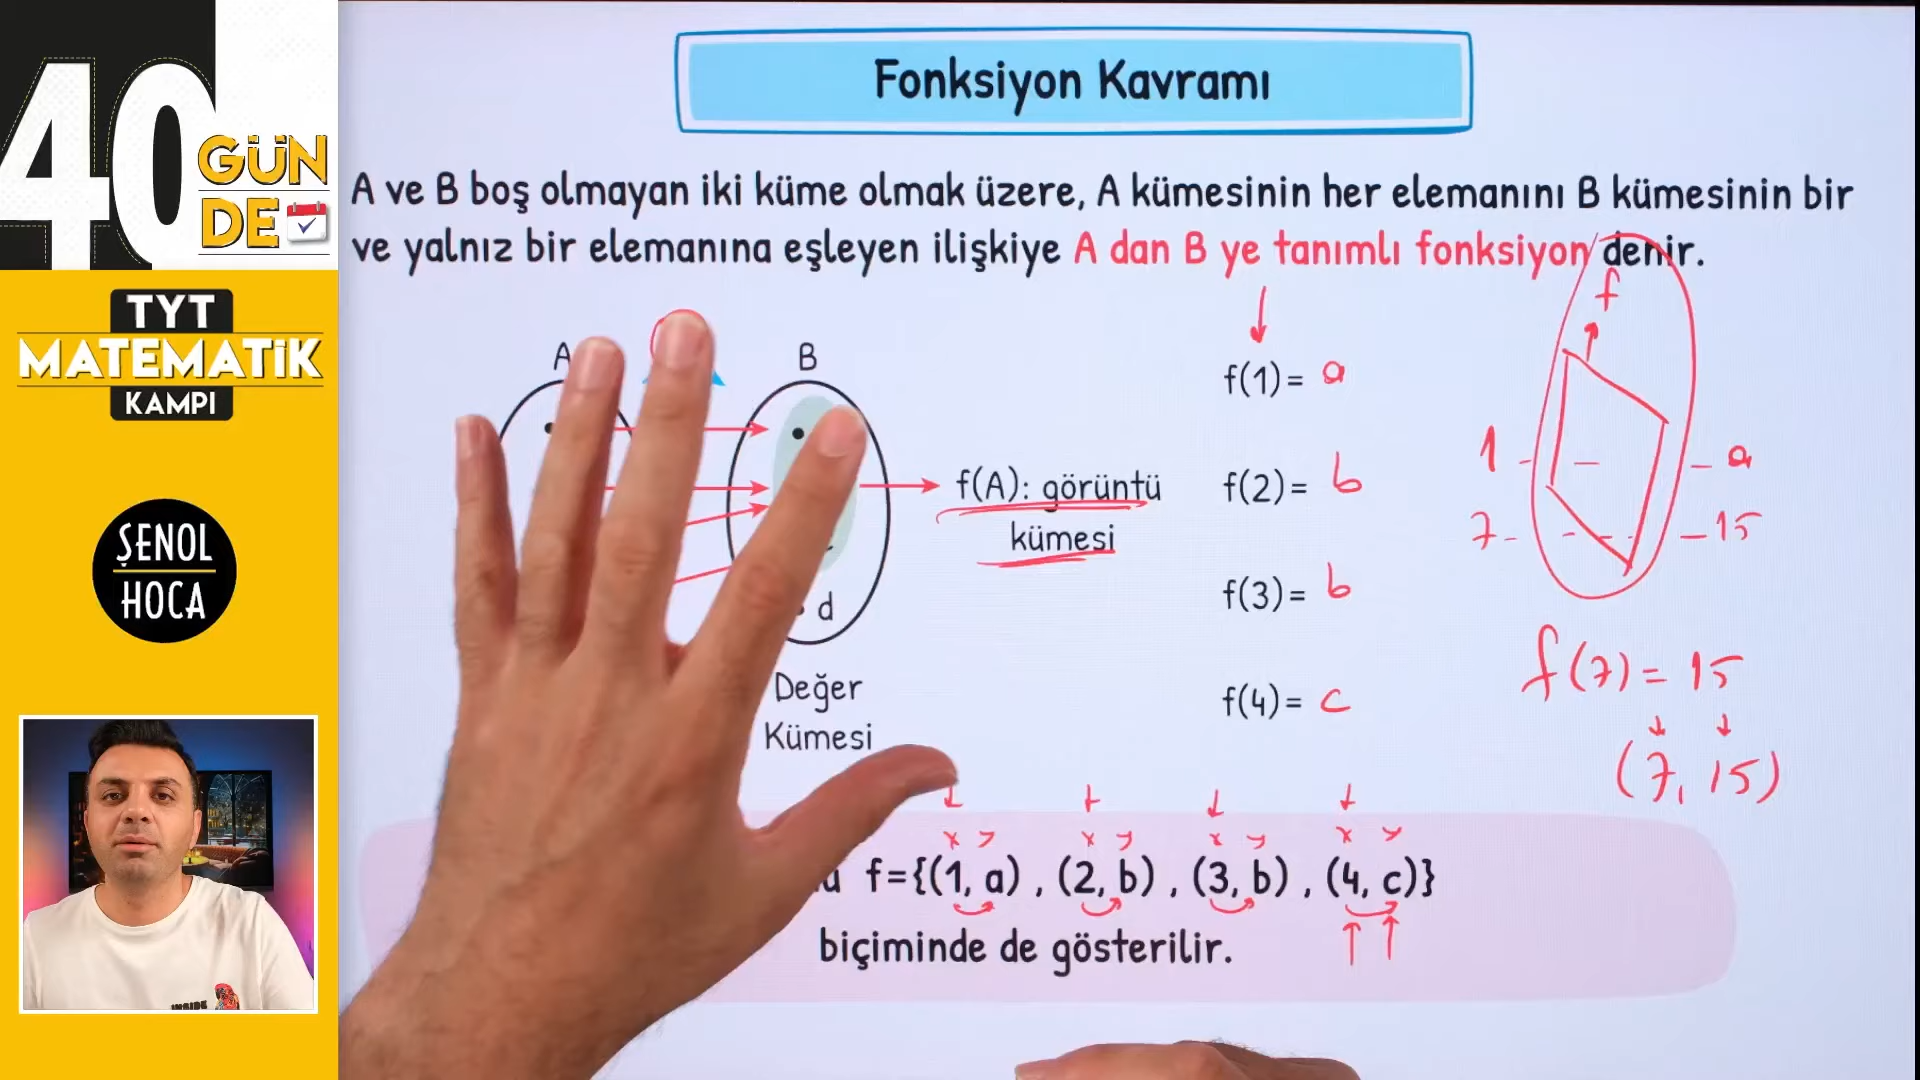 40
GÜN
DE
TYT
MATEMATİK
KAMPI
ŞENOL
HOCA
Fonksiyon Kavramı
A ve B boş olmayan iki küme olmak üzere, A kümesinin her elemanını B kümesinin bir
ve yalnız bir elemanına eşleyen ilişkiye A dan B ye tanımlı fonksiyon denir.
A
B
d
Değer
Kümesi
f(A): görüntü
kümesi
f(1)= a
f(2)= b
f(3)= b
f(4)= c
f
1
a
7
15
f(7) = 15
(7, 15)
x y x y x y x y
f={(1, a) , (2, b) , (3, b) , (4, c)}
biçiminde de gösterilir.